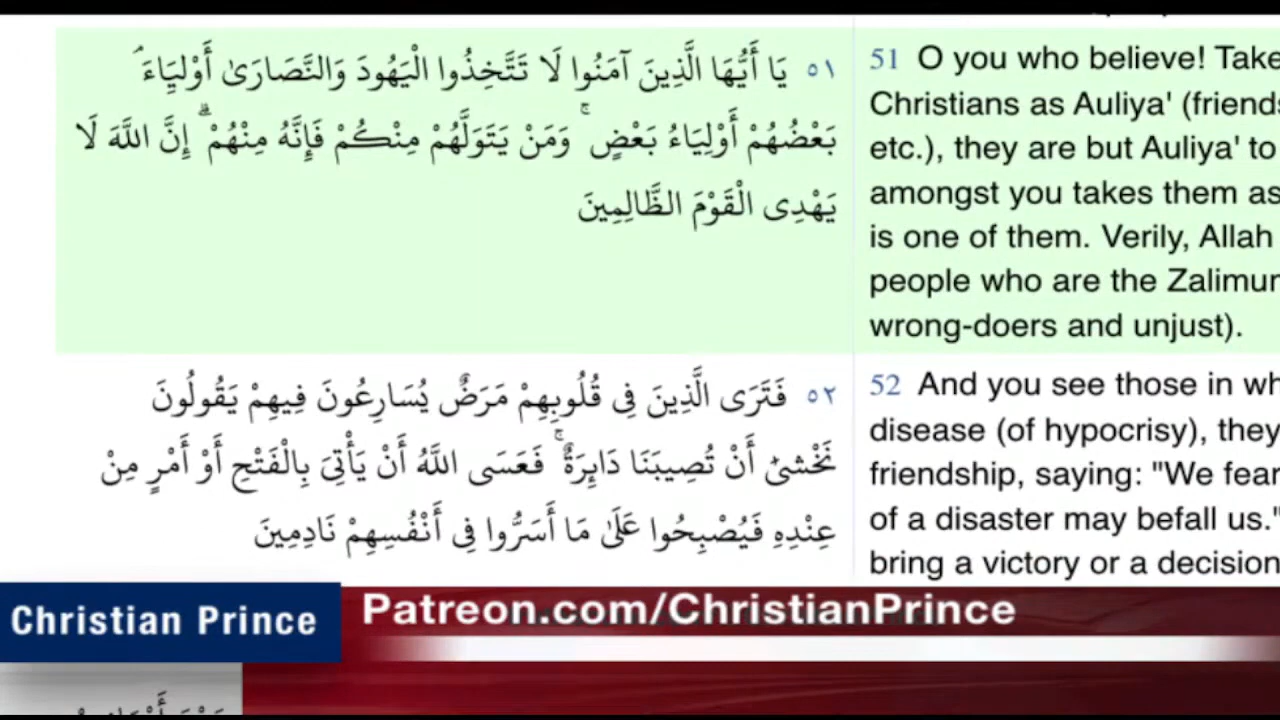 ٥١ يَا أَيُّهَا الَّذِينَ آمَنُوا لَا تَتَّخِذُوا الْيَهُودَ وَالنَّصَارَىٰ أَوْلِيَاءَ ۘ
بَعْضُهُمْ أَوْلِيَاءُ بَعْضٍ ۚ وَمَنْ يَتَوَلَّهُمْ مِنْكُمْ فَإِنَّهُ مِنْهُمْ ۗ إِنَّ اللَّهَ لَا
يَهْدِى الْقَوْمَ الظَّالِمِينَ
51 O you who believe! Take
Christians as Auliya' (friends
etc.), they are but Auliya' to
amongst you takes them as
is one of them. Verily, Allah
people who are the Zalimun
wrong-doers and unjust).
٥٢ فَتَرَى الَّذِينَ فِى قُلُوبِهِمْ مَرَضٌ يُسَارِعُونَ فِيهِمْ يَقُولُونَ
نَخْشَىٰ أَنْ تُصِيبَنَا دَائِرَةٌ ۚ فَعَسَى اللَّهُ أَنْ يَأْتِىَ بِالْفَتْحِ أَوْ أَمْرٍ مِنْ
عِنْدِهِ فَيُصْبِحُوا عَلَىٰ مَا أَسَرُّوا فِى أَنْفُسِهِمْ نَادِمِينَ
52 And you see those in wh
disease (of hypocrisy), they
friendship, saying: "We fear
of a disaster may befall us."
bring a victory or a decision
Christian Prince
Patreon.com/ChristianPrince